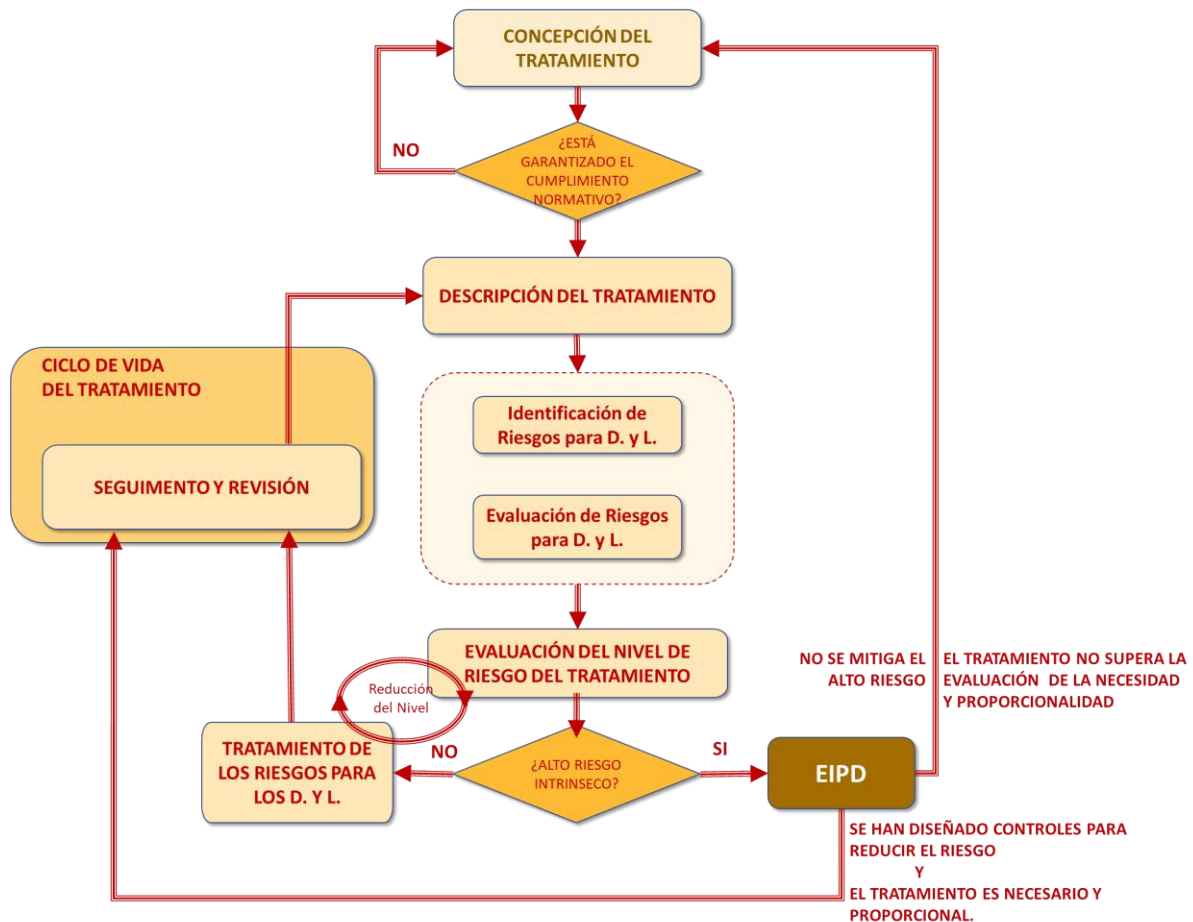 CONCEPCIÓN DEL
TRATAMIENTO
NO
¿ESTÁ
GARANTIZADO EL
CUMPLIMIENTO
NORMATIVO?
DESCRIPCIÓN DEL TRATAMIENTO
CICLO DE VIDA
DEL TRATAMIENTO
SEGUIMENTO Y REVISIÓN
Identificación de
Riesgos para D. y L.
Evaluación de Riesgos
para D. y L.
EVALUACIÓN DEL NIVEL DE
RIESGO DEL TRATAMIENTO
Reducción
del Nivel
TRATAMIENTO DE
LOS RIESGOS PARA
LOS D. Y L.
NO
¿ALTO RIESGO
INTRINSECO?
SI
EIPD
NO SE MITIGA EL
ALTO RIESGO
EL TRATAMIENTO NO SUPERA LA
EVALUACIÓN DE LA NECESIDAD
Y PROPORCIONALIDAD
SE HAN DISEÑADO CONTROLES PARA
REDUCIR EL RIESGO
Y
EL TRATAMIENTO ES NECESARIO Y
PROPORCIONAL.